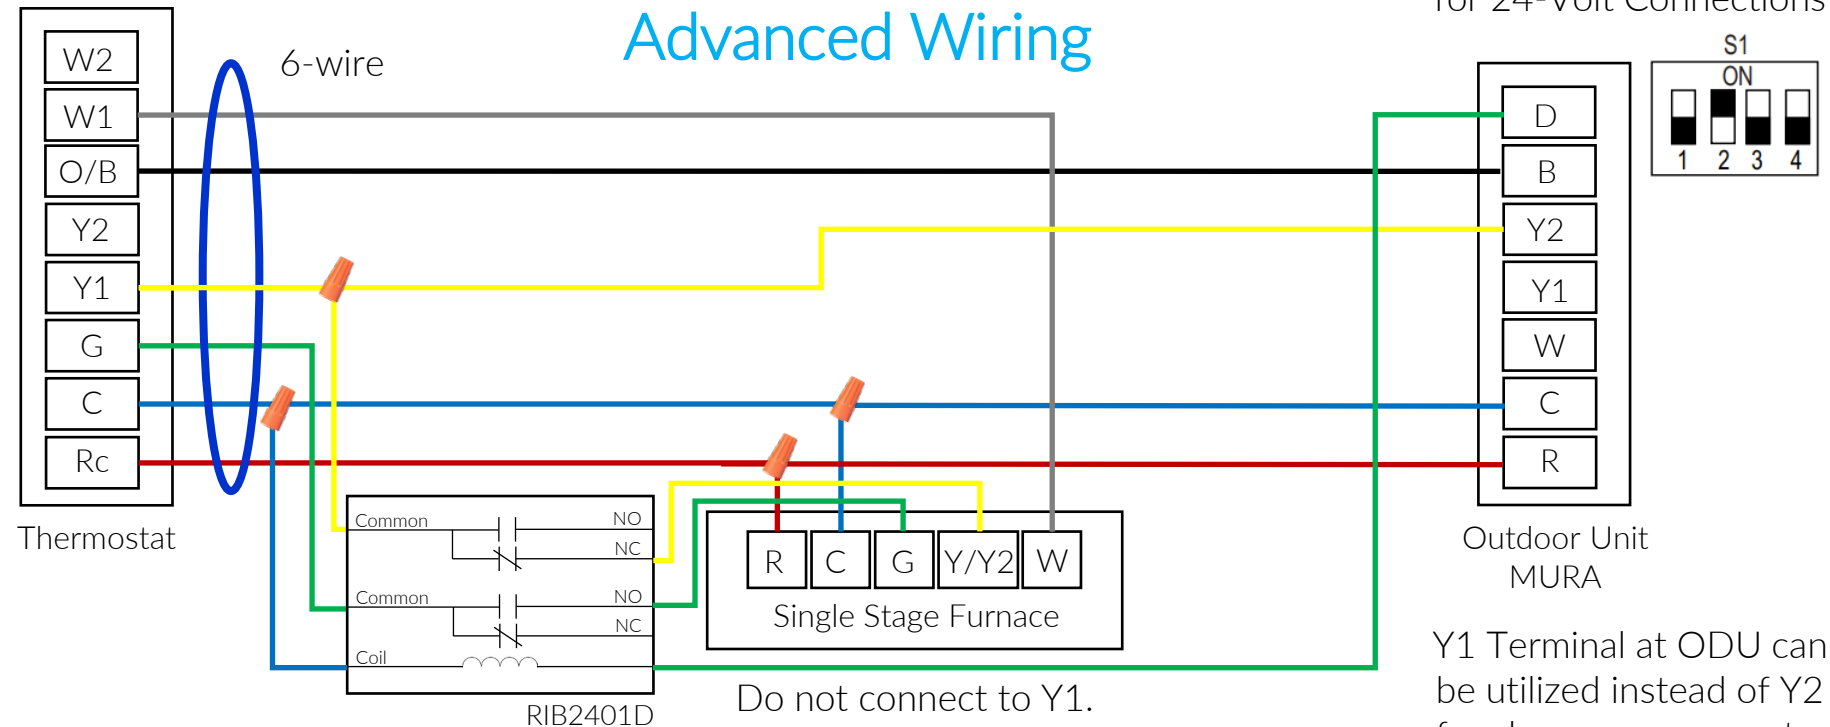 for 24-Volt Connections
Advanced Wiring
6-wire
S1
ON
1 2 3 4
W2
W1
O/B
Y2
Y1
G
C
Rc
Thermostat
D
B
Y2
Y1
W
C
R
Outdoor Unit
MURA
Common
NO
NC
Common
NO
NC
Coil
RIB2401D
R C G Y/Y2 W
Single Stage Furnace
Do not connect to Y1.
Y1 Terminal at ODU can
be utilized instead of Y2